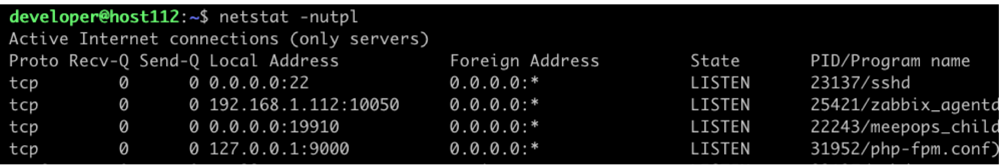 developer@host112:~$ netstat -nutpl
Active Internet connections (only servers)
Proto Recv-Q Send-Q Local Address           Foreign Address         State       PID/Program name
tcp        0      0 0.0.0.0:22              0.0.0.0:*               LISTEN      23137/sshd
tcp        0      0 192.168.1.112:10050     0.0.0.0:*               LISTEN      25421/zabbix_agentd
tcp        0      0 0.0.0.0:19910           0.0.0.0:*               LISTEN      22243/meepops_child
tcp        0      0 127.0.0.1:9000          0.0.0.0:*               LISTEN      31952/php-fpm.conf)